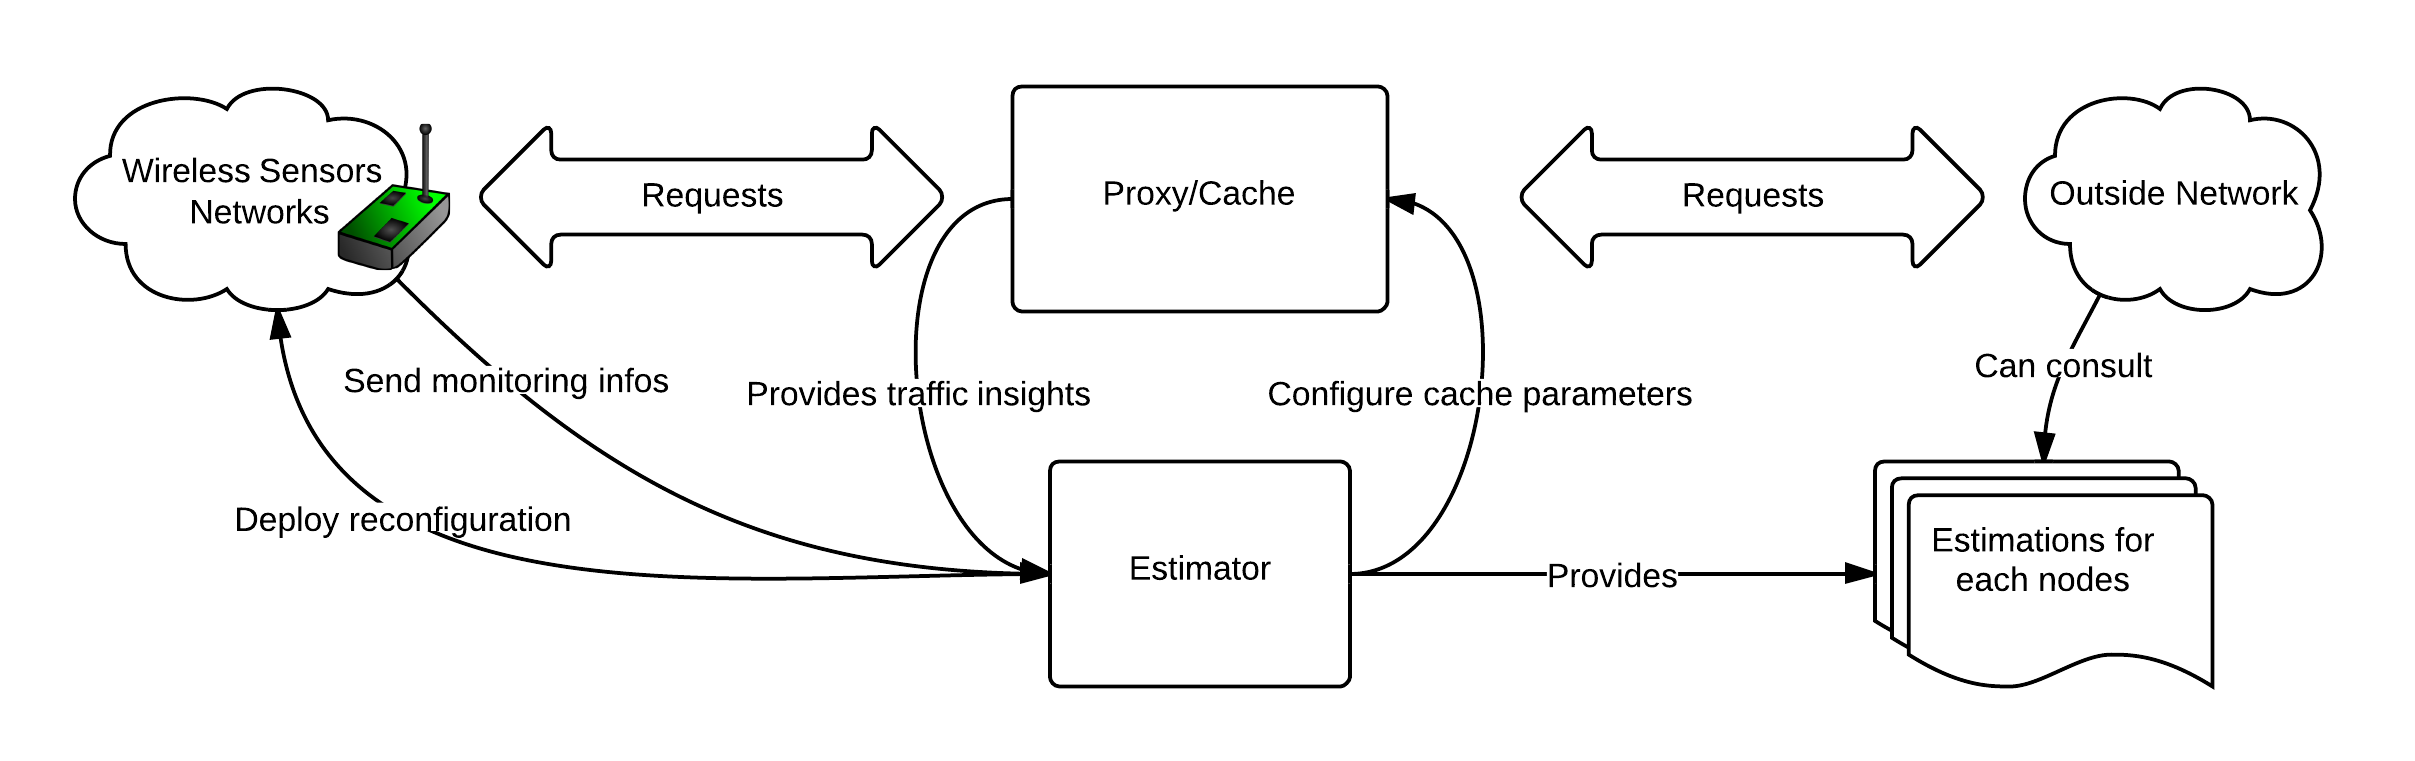 Wireless Sensors
Networks
Requests
Proxy/Cache
Requests
Outside Network
Send monitoring infos
Provides traffic insights
Configure cache parameters
Can consult
Deploy reconfiguration
Estimator
Provides
Estimations for
each nodes